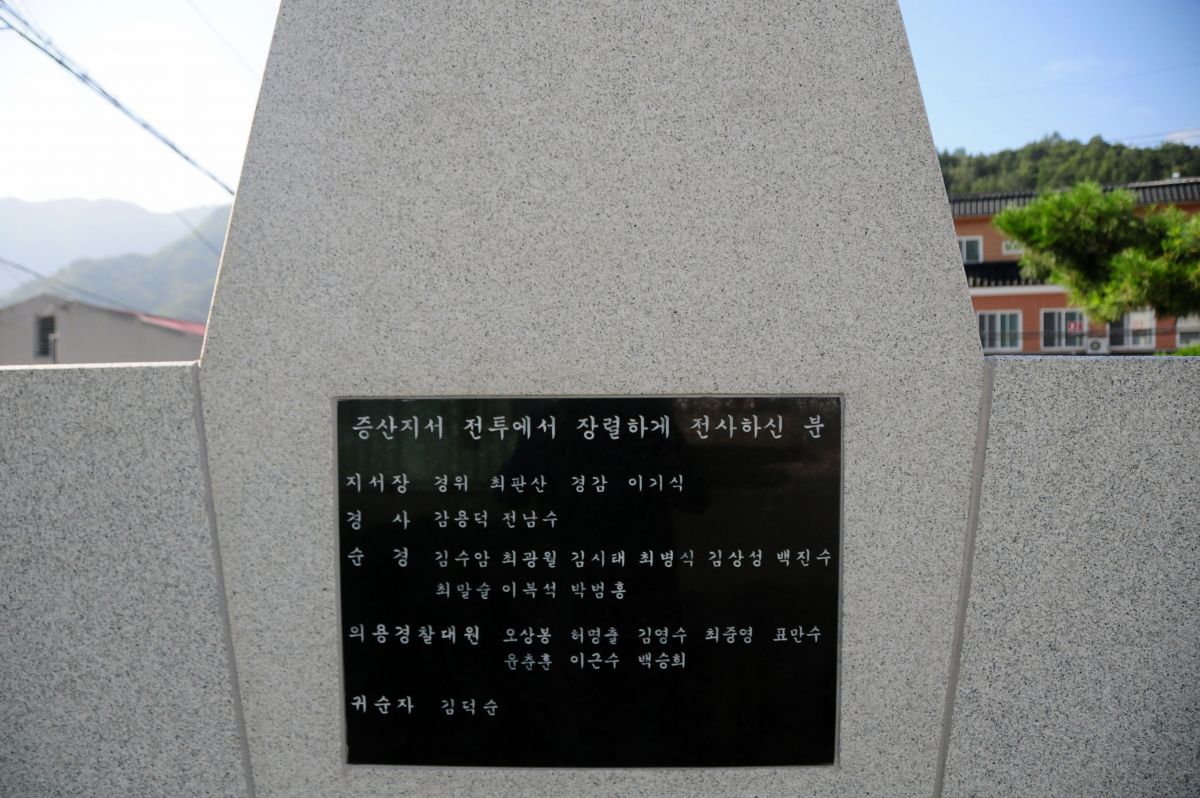 증산지서 전투에서 장렬하게 전사하신 분
지서장 경위 최판산 경감 이기식
경 사 감용덕 전남수
순 경 김수암 최광월 김시태 최병식 김상성 백진수
최말술 이복석 박범홍
의용경찰대원 오상봉 허명출 김영수 최중영 표만수
윤춘훈 이근수 백승희
귀순자 김덕순